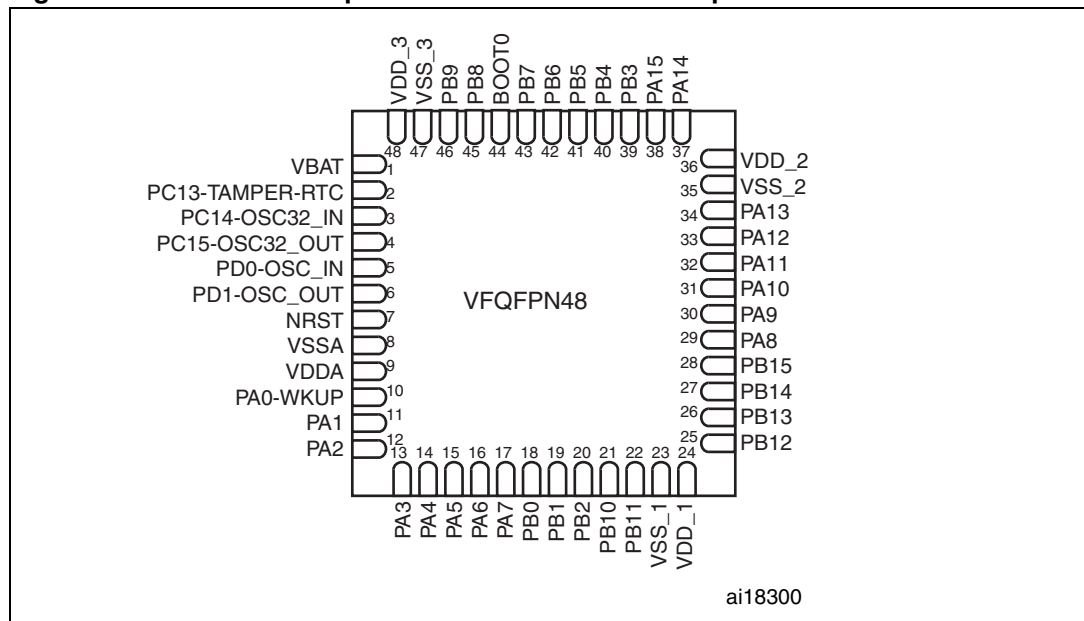 VDD_3
VSS_3
PB9
PB8
BOOT0
PB7
PB6
PB5
PB4
PB3
PA15
PA14
48 47 46 45 44 43 42 41 40 39 38 37
VBAT 1
PC13-TAMPER-RTC 2
PC14-OSC32_IN 3
PC15-OSC32_OUT 4
PD0-OSC_IN 5
PD1-OSC_OUT 6
NRST 7
VSSA 8
VDDA 9
PA0-WKUP 10
PA1 11
PA2 12
VFQFPN48
36 VDD_2
35 VSS_2
34 PA13
33 PA12
32 PA11
31 PA10
30 PA9
29 PA8
28 PB15
27 PB14
26 PB13
25 PB12
13 14 15 16 17 18 19 20 21 22 23 24
PA3
PA4
PA5
PA6
PA7
PB0
PB1
PB2
PB10
PB11
VSS_1
VDD_1
ai18300